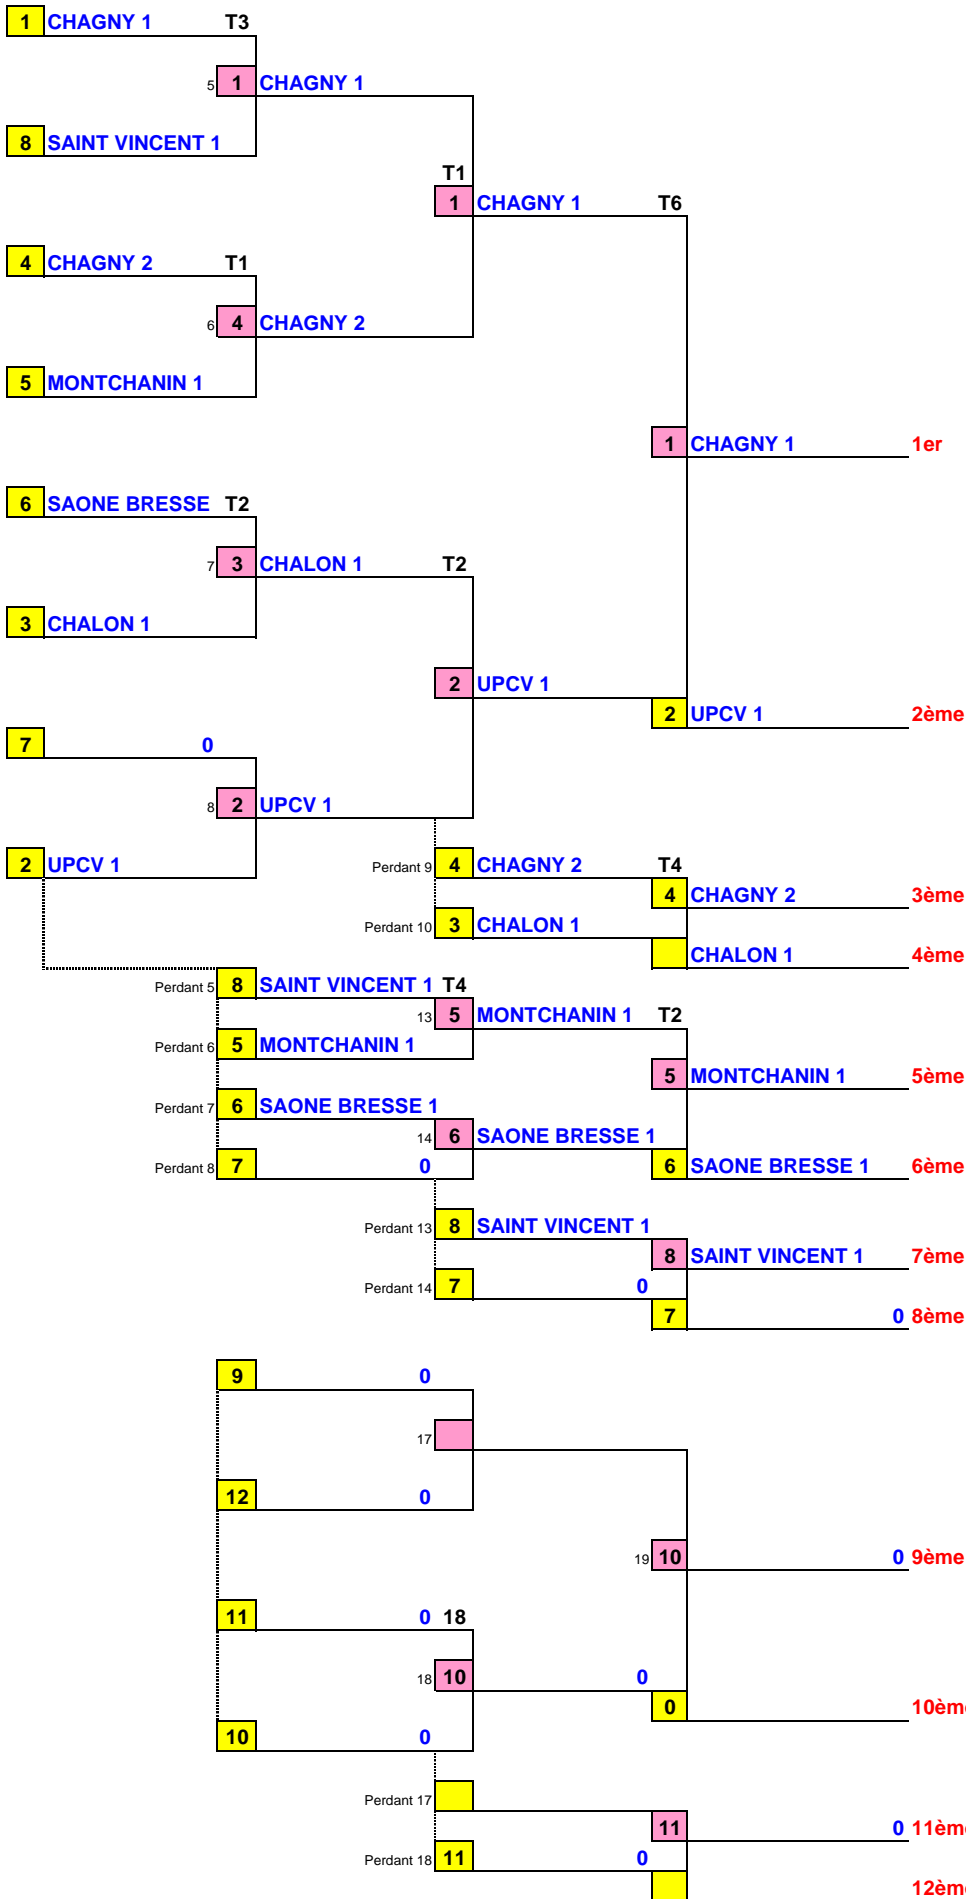 1 CHAGNY 1 T3
5 1 CHAGNY 1
8 SAINT VINCENT 1
T1
1 CHAGNY 1 T6
4 CHAGNY 2 T1
6 4 CHAGNY 2
5 MONTCHANIN 1
1 CHAGNY 1 1er
6 SAONE BRESSE T2
7 3 CHALON 1 T2
3 CHALON 1
2 UPCV 1
2 UPCV 1 2ème
7 0
8 2 UPCV 1
2 UPCV 1
Perdant 9 4 CHAGNY 2 T4
4 CHAGNY 2 3ème
Perdant 10 3 CHALON 1
CHALON 1 4ème
Perdant 5 8 SAINT VINCENT 1 T4
13 5 MONTCHANIN 1 T2
Perdant 6 5 MONTCHANIN 1
5 MONTCHANIN 1 5ème
Perdant 7 6 SAONE BRESSE 1
14 6 SAONE BRESSE 1
Perdant 8 7 0
6 SAONE BRESSE 1 6ème
Perdant 13 8 SAINT VINCENT 1
8 SAINT VINCENT 1 7ème
Perdant 14 7 0
7 0 8ème
9 0
17
12 0
19 10 0 9ème
11 0 18
18 10 0
0 10ème
10 0
Perdant 17
11 0 11ème
Perdant 18 11 0
12ème